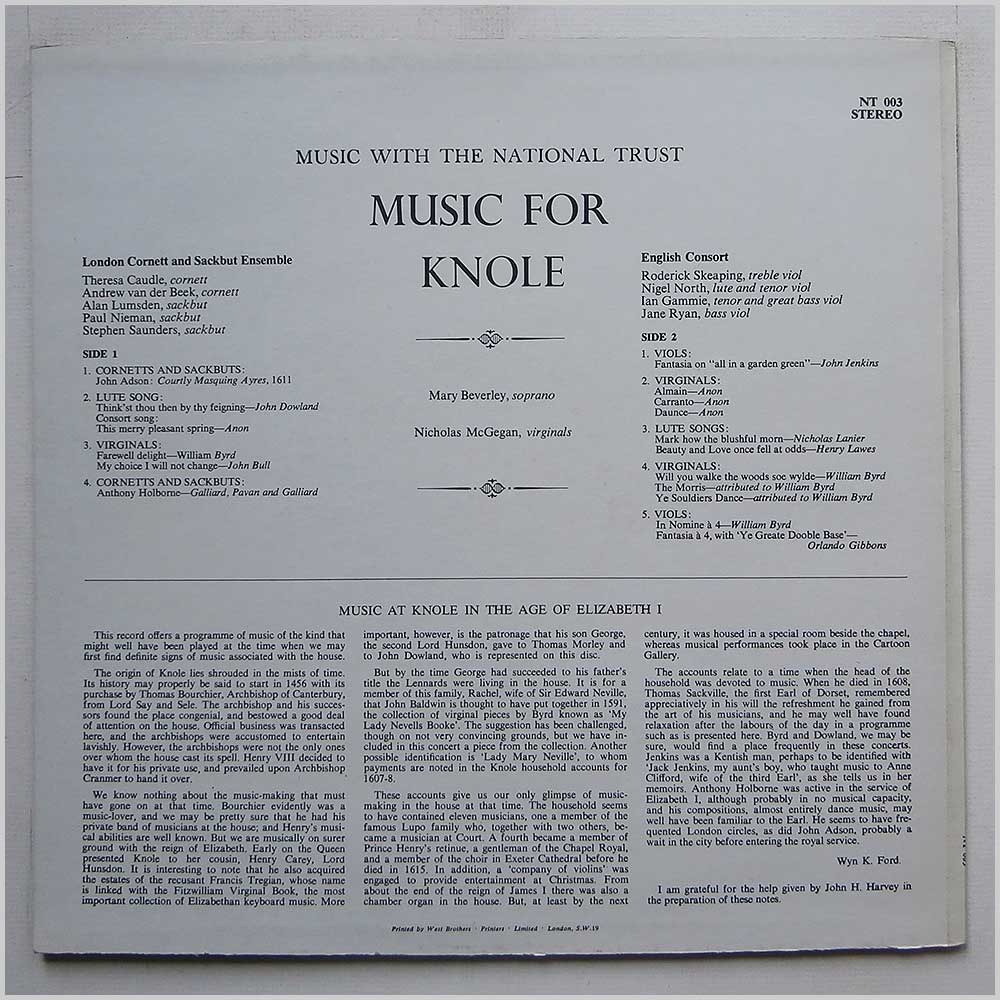 NT 003
STEREO
MUSIC WITH THE NATIONAL TRUST
MUSIC FOR
KNOLE
London Cornett and Sackbut Ensemble
Theresa Caudle, cornett
Andrew van der Beek, cornett
Alan Lumsden, sackbut
Paul Nieman, sackbut
Stephen Saunders, sackbut
SIDE 1
1. CORNETTS AND SACKBUTS:
John Adson: Courtly Masquing Ayres, 1611
2. LUTE SONG:
Think'st thou then by thy feigning—John Dowland
Consort song:
This merry pleasant spring—Anon
3. VIRGINALS:
Farewell delight—William Byrd
My choice I will not change—John Bull
4. CORNETTS AND SACKBUTS:
Anthony Holborne—Galliard, Pavan and Galliard
Mary Beverley, soprano
Nicholas McGegan, virginals
English Consort
Roderick Skeaping, treble viol
Nigel North, lute and tenor viol
Ian Gammie, tenor and great bass viol
Jane Ryan, bass viol
SIDE 2
1. VIOLS:
Fantasia on "all in a garden green"—John Jenkins
2. VIRGINALS:
Almain—Anon
Carranto—Anon
Daunce—Anon
3. LUTE SONGS:
Mark how the blushful morn—Nicholas Lanier
Beauty and Love once fell at odds—Henry Lawes
4. VIRGINALS:
Will you walke the woods soe wylde—William Byrd
The Morris—attributed to William Byrd
Ye Souldiers Dance—attributed to William Byrd
5. VIOLS:
In Nomine à 4—William Byrd
Fantasia à 4, with 'Ye Greate Dooble Base'—
Orlando Gibbons
MUSIC AT KNOLE IN THE AGE OF ELIZABETH I
This record offers a programme of music of the kind that
might well have been played at the time when we may
first find definite signs of music associated with the house.
The origin of Knole lies shrouded in the mists of time.
Its history may properly be said to start in 1456 with its
purchase by Thomas Bourchier, Archbishop of Canterbury,
from Lord Say and Sele. The archbishop and his succes-
sors found the place congenial, and bestowed a good deal
of attention on the house. Official business was transacted
here, and the archbishops were accustomed to entertain
lavishly. However, the archbishops were not the only ones
over whom the house cast its spell. Henry VIII decided to
have it for his private use, and prevailed upon Archbishop
Cranmer to hand it over.
We know nothing about the music-making that must
have gone on at that time. Bourchier evidently was a
music-lover, and we may be pretty sure that he had his
private band of musicians at the house; and Henry's musi-
cal abilities are well known. But we are musically on surer
ground with the reign of Elizabeth. Early on the Queen
presented Knole to her cousin, Henry Carey, Lord
Hunsdon. It is interesting to note that he also acquired
the estates of the recusant Francis Tregian, whose name
is linked with the Fitzwilliam Virginal Book, the most
important collection of Elizabethan keyboard music. More
important, however, is the patronage that his son George,
the second Lord Hunsdon, gave to Thomas Morley and
to John Dowland, who is represented on this disc.
But by the time George had succeeded to his father's
title the Lennards were living in the house. It is for a
member of this family, Rachel, wife of Sir Edward Neville,
that John Baldwin is thought to have put together in 1591,
the collection of virginal pieces by Byrd known as 'My
Lady Nevells Booke'. The suggestion has been challenged,
though on not very convincing grounds, but we have in-
cluded in this concert a piece from the collection. Another
possible identification is 'Lady Mary Neville', to whom
payments are noted in the Knole household accounts for
1607-8.
These accounts give us our only glimpse of music-
making in the house at that time. The household seems
to have contained eleven musicians, one a member of the
famous Lupo family who, together with two others, be-
came a musician at Court. A fourth became a member of
Prince Henry's retinue, a gentleman of the Chapel Royal,
and a member of the choir in Exeter Cathedral before he
died in 1615. In addition, a 'company of violins' was
engaged to provide entertainment at Christmas. From
about the end of the reign of James I there was also a
chamber organ in the house. But, at least by the next
century, it was housed in a special room beside the chapel,
whereas musical performances took place in the Cartoon
Gallery.
The accounts relate to a time when the head of the
household was devoted to music. When he died in 1608,
Thomas Sackville, the first Earl of Dorset, remembered
appreciatively in his will the refreshment he gained from
the art of his musicians, and he may well have found
relaxation after the labours of the day in a programme
such as is presented here. Byrd and Dowland, we may be
sure, would find a place frequently in these concerts.
Jenkins was a Kentish man, perhaps to be identified with
'Jack Jenkins, my aunt's boy, who taught music to Anne
Clifford, wife of the third Earl', as she tells us in her
memoirs. Anthony Holborne was active in the service of
Elizabeth I, although probably in no musical capacity,
and his compositions, almost entirely dance music, may
well have been familiar to the Earl. He seems to have fre-
quented London circles, as did John Adson, probably a
wait in the city before entering the royal service.
Wyn K. Ford.
I am grateful for the help given by John H. Harvey in
the preparation of these notes.
Printed by West Brothers · Printers · Limited · London, S.W.19